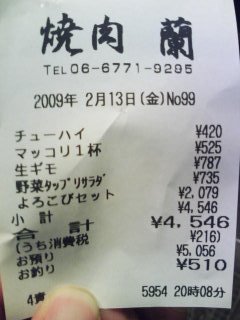 焼肉 蘭
TEL 06-6771-9295
2009年 2月13日(金)No99
チューハイ ¥420
マッコリ1杯 ¥525
生ギモ ¥787
野菜タップリサラダ ¥735
よろこびセット ¥2,079
小 計 ¥4,546
合 計 ¥4,546
(うち消費税 ¥216)
お預り ¥5,056
お釣り ¥510
5954 20時08分